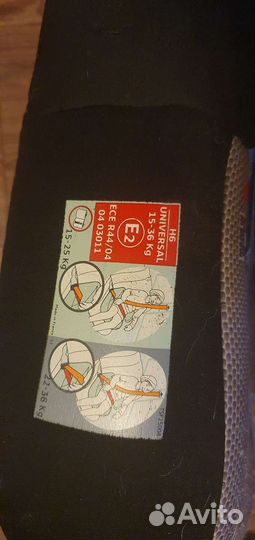 H6
UNIVERSAL
15-36 Kg
E2
ECE R44/04
04 03011
15-25 Kg
22-36 Kg
Avito